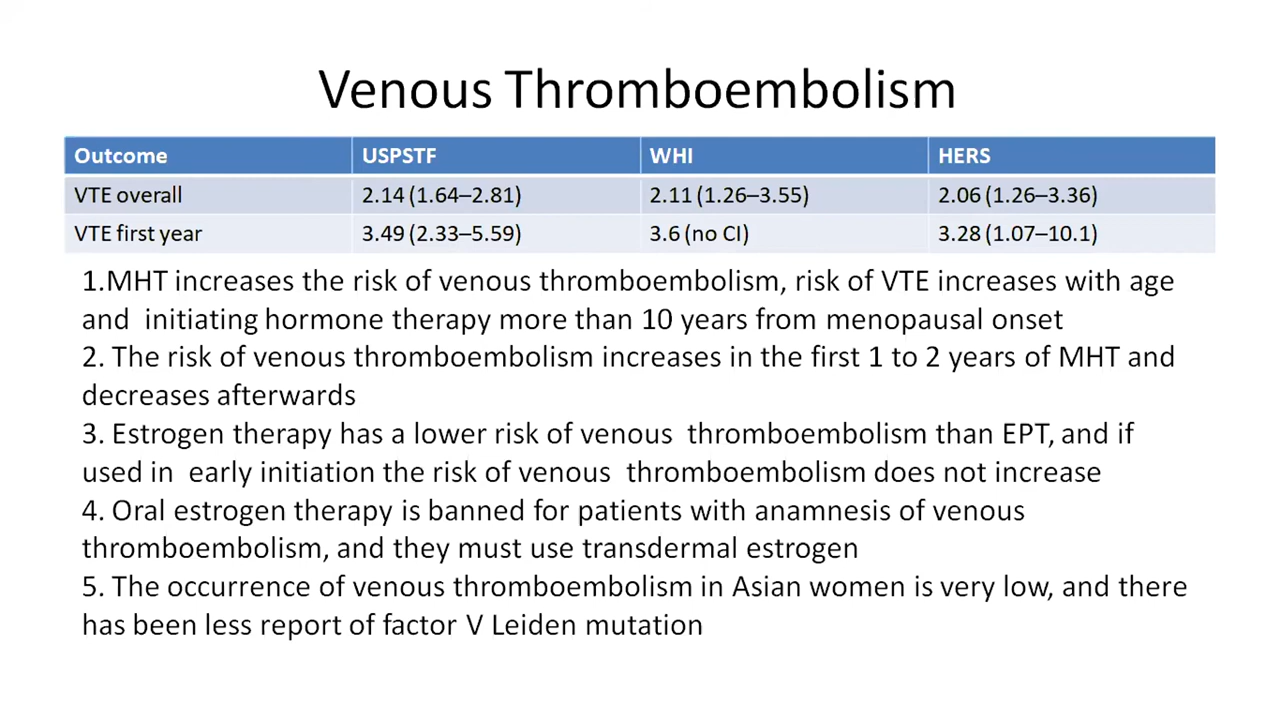 Venous Thromboembolism
Outcome USPSTF WHI HERS
VTE overall 2.14 (1.64–2.81) 2.11 (1.26–3.55) 2.06 (1.26–3.36)
VTE first year 3.49 (2.33–5.59) 3.6 (no CI) 3.28 (1.07–10.1)
1.MHT increases the risk of venous thromboembolism, risk of VTE increases with age
and initiating hormone therapy more than 10 years from menopausal onset
2. The risk of venous thromboembolism increases in the first 1 to 2 years of MHT and
decreases afterwards
3. Estrogen therapy has a lower risk of venous thromboembolism than EPT, and if
used in early initiation the risk of venous thromboembolism does not increase
4. Oral estrogen therapy is banned for patients with anamnesis of venous
thromboembolism, and they must use transdermal estrogen
5. The occurrence of venous thromboembolism in Asian women is very low, and there
has been less report of factor V Leiden mutation